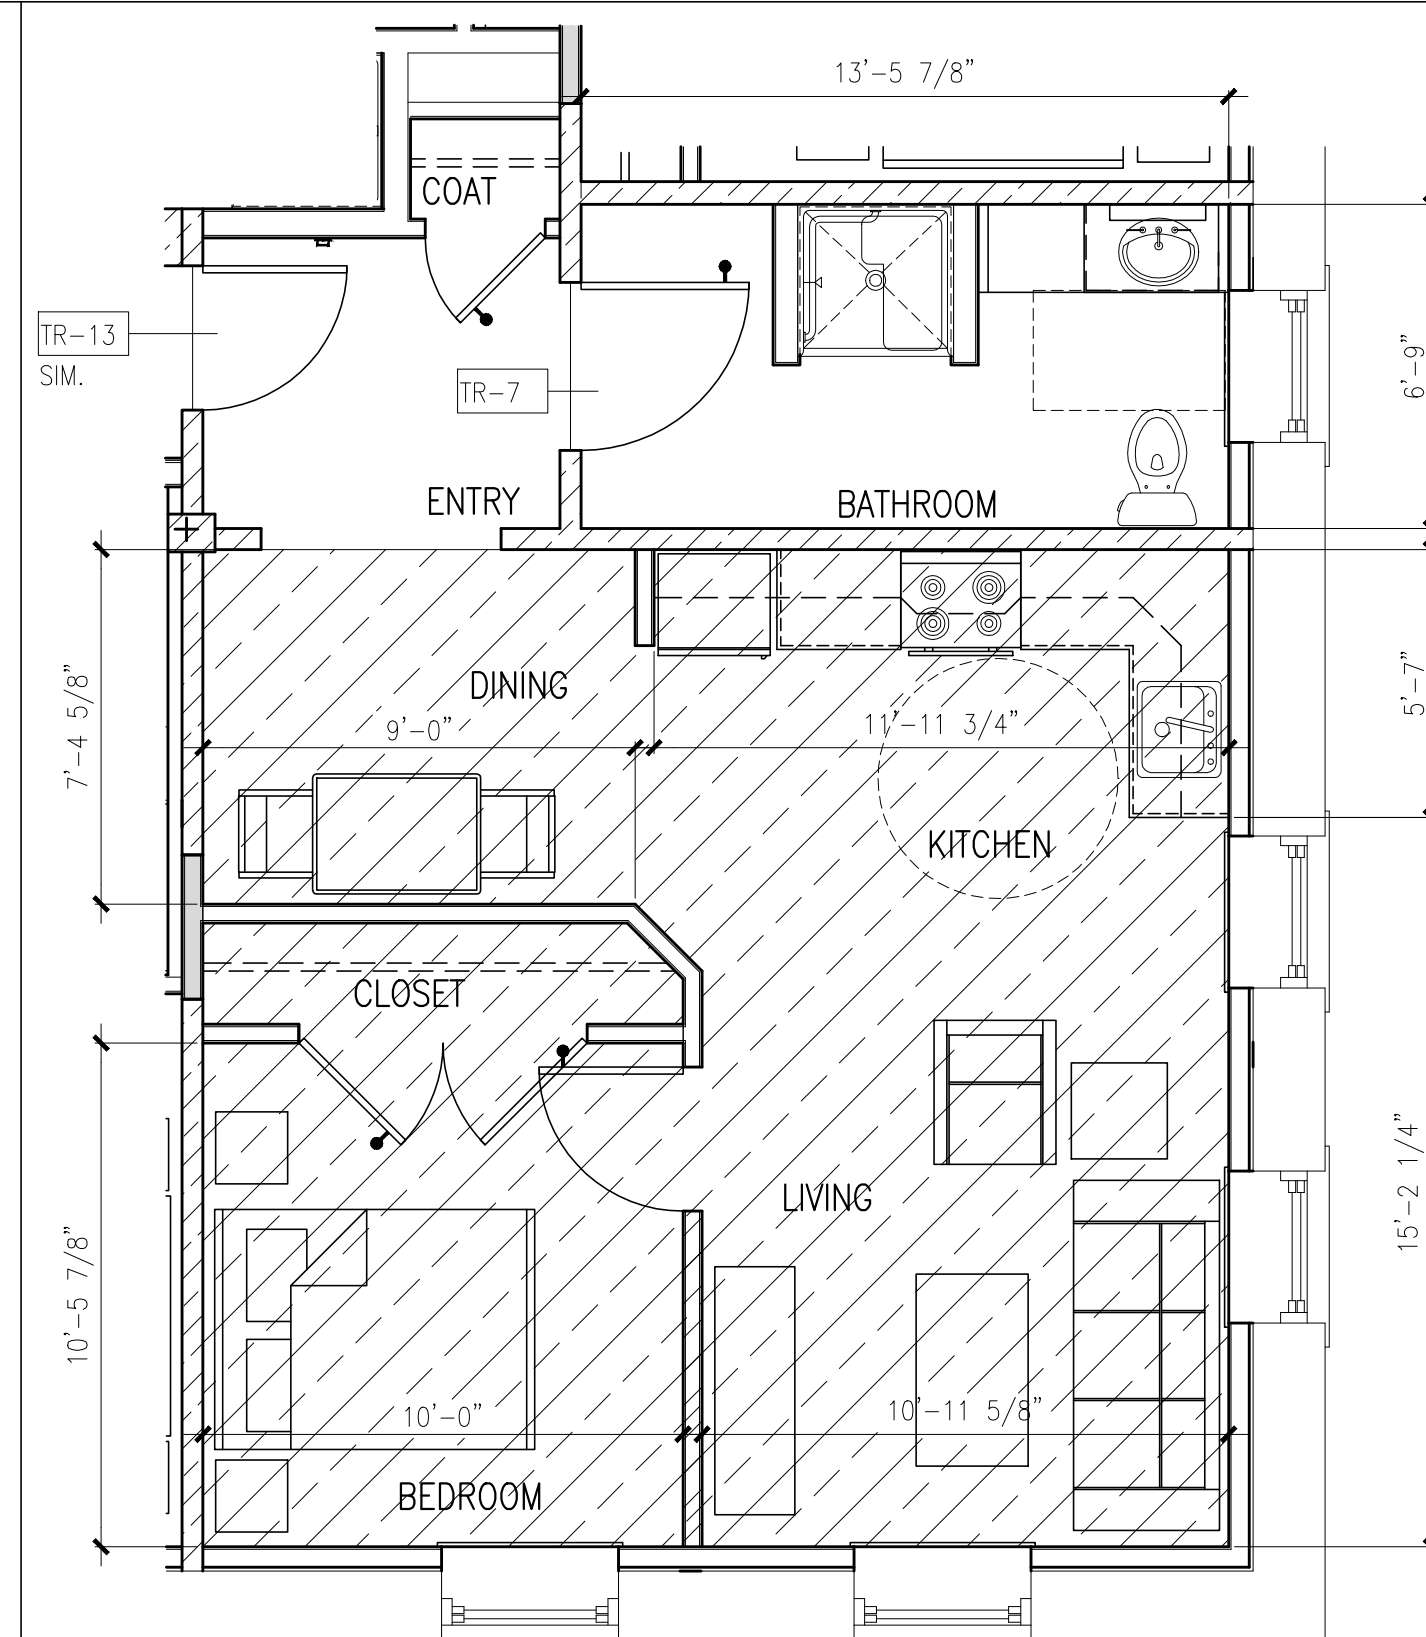 13'-5 7/8"
COAT
TR-13
SIM.
TR-7
6'-9"
ENTRY
BATHROOM
DINING
9'-0"
11'-11 3/4"
7'-4 5/8"
5'-7"
KITCHEN
CLOSET
LIVING
15'-2 1/4"
10'-5 7/8"
10'-0"
10'-11 5/8"
BEDROOM